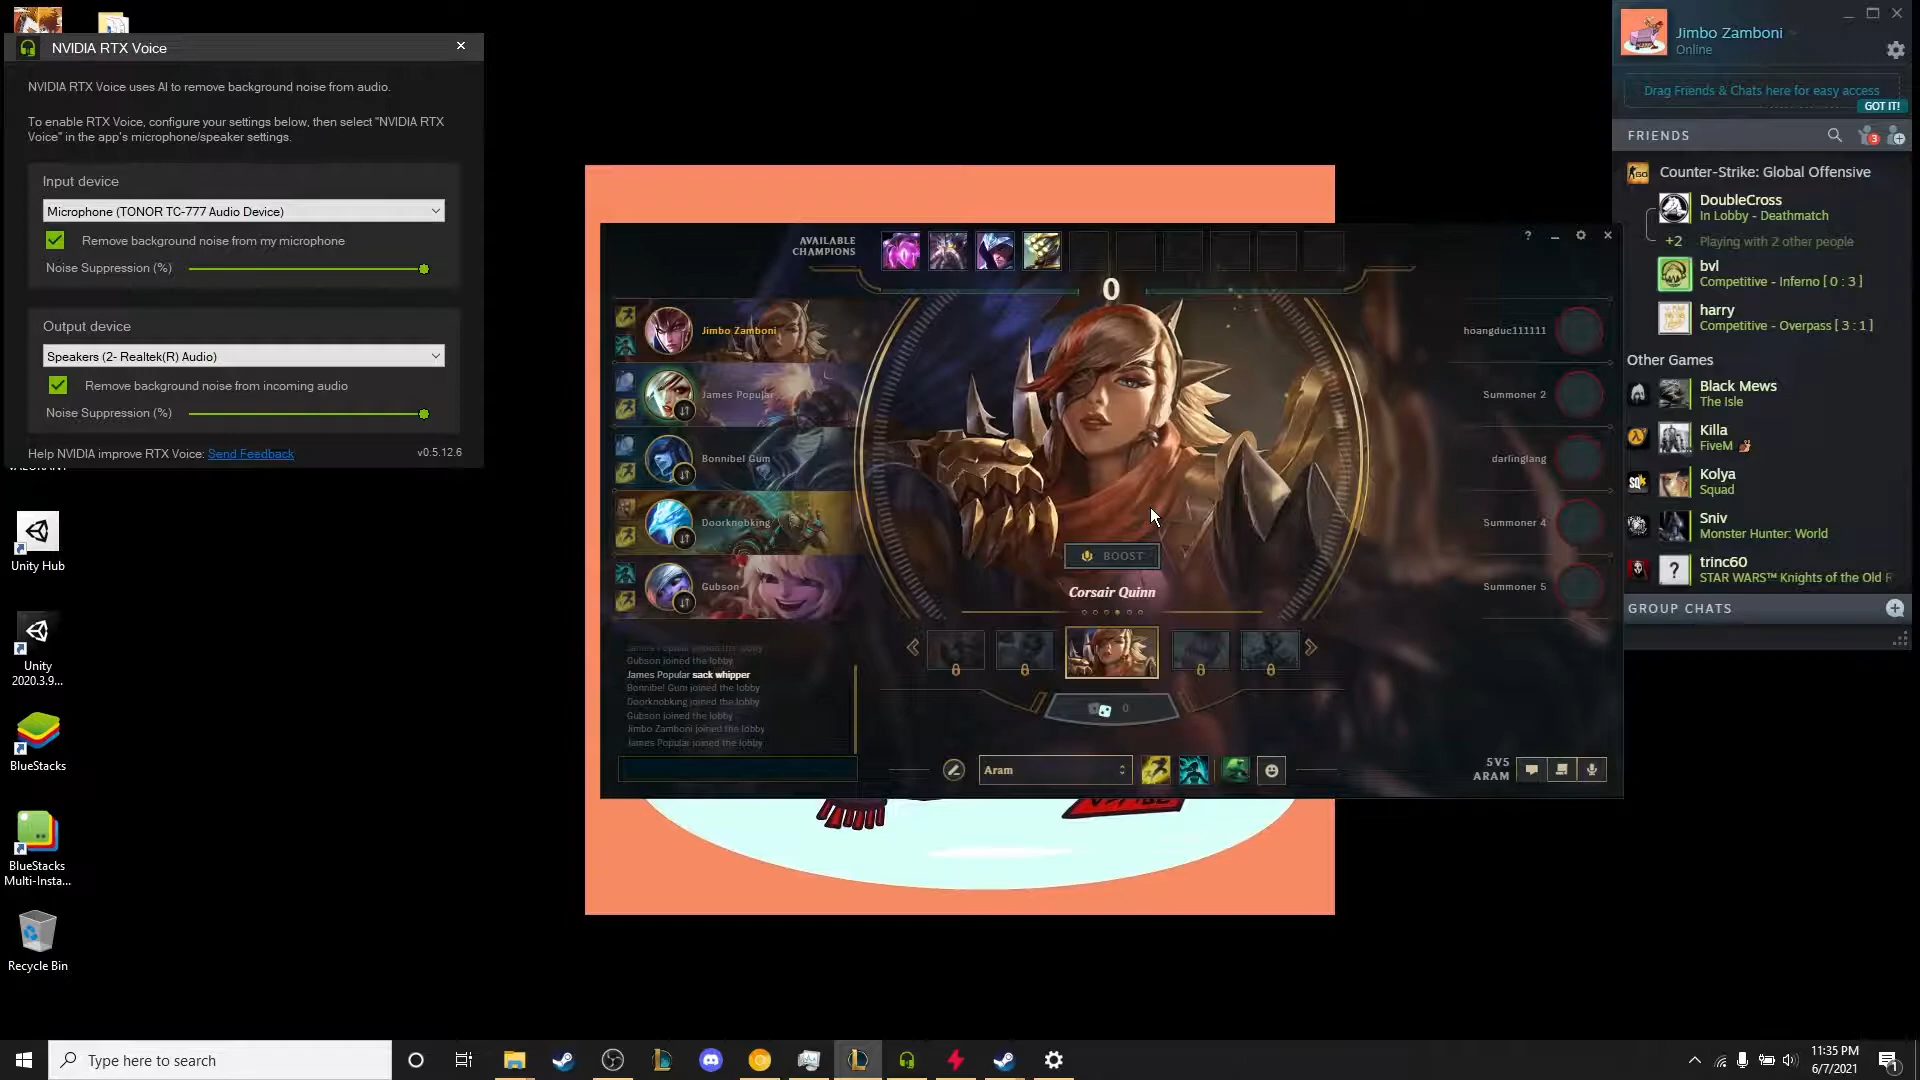 NVIDIA RTX Voice
NVIDIA RTX Voice uses AI to remove background noise from audio.
To enable RTX Voice, configure your settings below, then select "NVIDIA RTX
Voice" in the app's microphone/speaker settings.
Input device
Microphone (TONOR TC-777 Audio Device)
Remove background noise from my microphone
Noise Suppression (%)
Output device
Speakers (2- Realtek(R) Audio)
Remove background noise from incoming audio
Noise Suppression (%)
Help NVIDIA improve RTX Voice: Send Feedback
v0.5.12.6
Unity Hub
Unity
2020.3.9...
BlueStacks
BlueStacks
Multi-Insta...
Recycle Bin
AVAILABLE
CHAMPIONS
0
Jimbo Zamboni
James Popular
Bonnibel Gum
Doorknobking
Gubson
hoangduc111111
Summoner 2
darlinglang
Summoner 4
Summoner 5
BOOST
Corsair Quinn
0
James Popular joined the lobby
Gubson joined the lobby
James Popular sack whipper
Bonnibel Gum joined the lobby
Doorknobking joined the lobby
Gubson joined the lobby
Jimbo Zamboni joined the lobby
James Popular joined the lobby
Aram
5V5
ARAM
Jimbo Zamboni
Online
Drag Friends & Chats here for easy access
GOT IT!
FRIENDS
3
Counter-Strike: Global Offensive
DoubleCross
In Lobby - Deathmatch
+2 Playing with 2 other people
bvl
Competitive - Inferno [ 0 : 3 ]
harry
Competitive - Overpass [ 3 : 1 ]
Other Games
Black Mews
The Isle
Killa
FiveM
Kolya
Squad
Sniv
Monster Hunter: World
trinc60
STAR WARS™ Knights of the Old R
GROUP CHATS
Type here to search
11:35 PM
6/7/2021
1